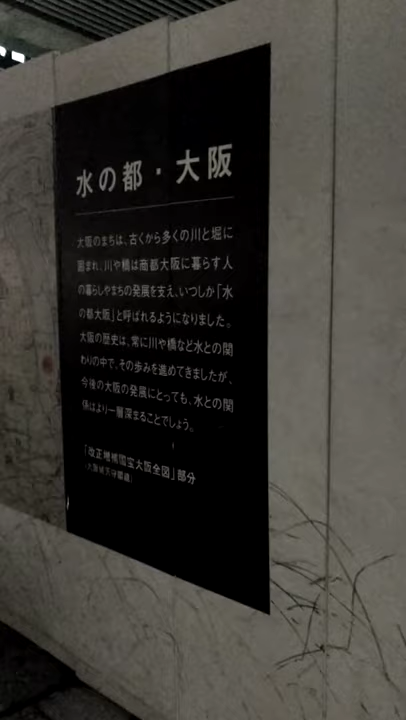 水の都・大阪
大阪のまちは、古くから多くの川と堀に
囲まれ、川や橋は商都大阪に暮らす人
の暮らしやまちの発展を支え、いつしか「水
の都大阪」と呼ばれるようになりました。
大阪の歴史は、常に川や橋など水との関
わりの中で、その歩みを進めてきましたが、
今後の大阪の発展にとっても、水との関
係はより一層深まることでしょう。
「改正増補国宝大阪全図」部分
(大阪城天守閣蔵)